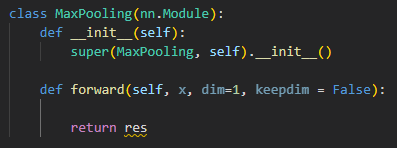 class MaxPooling(nn.Module):
    def __init__(self):
        super(MaxPooling, self).__init__()
    def forward(self, x, dim=1, keepdim = False):
        return res